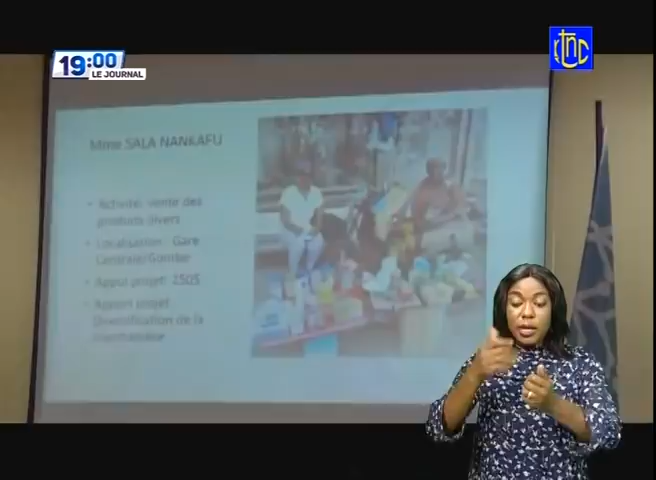 19:00
LE JOURNAL
rtnc
Mme SALA NANKAFU
• Activité: vente des
produits divers
• Localisation: Gare
Centrale/Gombe
• Appui projet: 150$
• Apport projet:
Diversification de la
marchandise